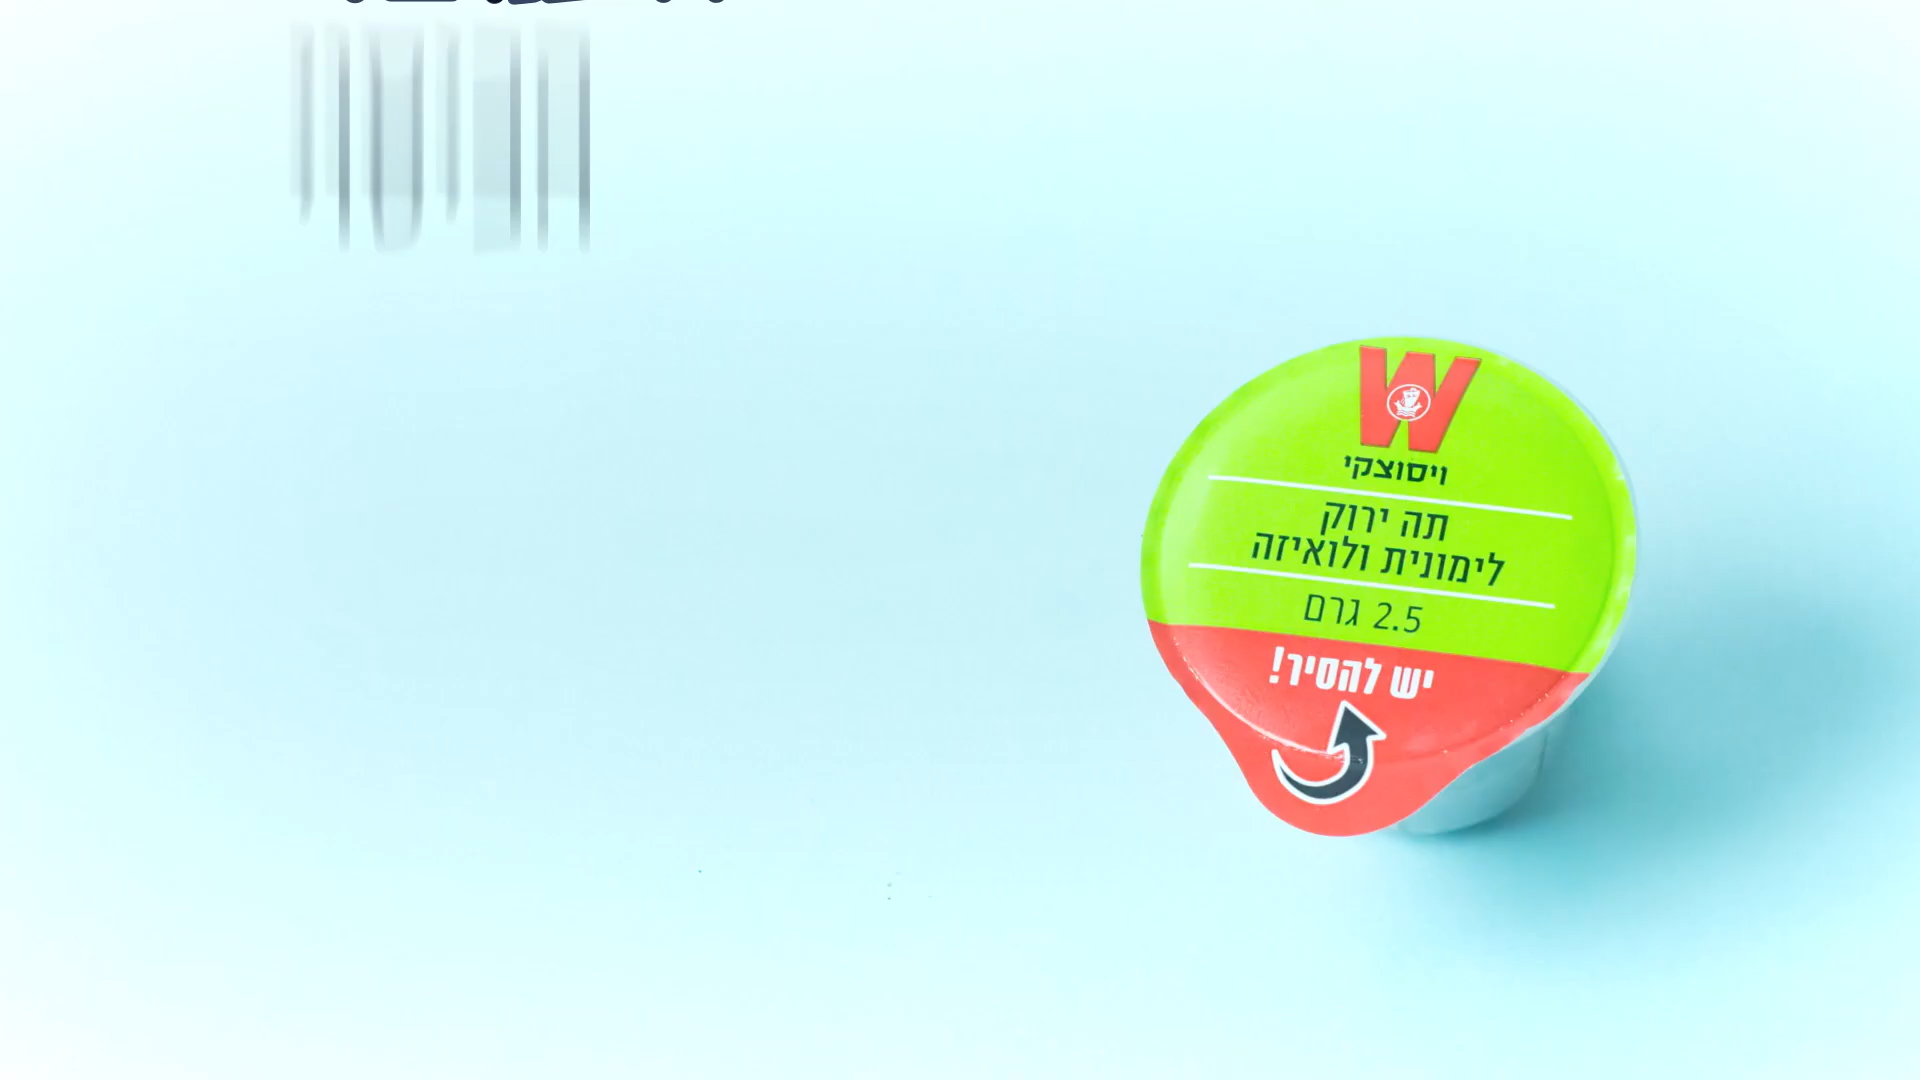 W
ויסוצקי
תה ירוק
לימונית ולואיזה
2.5 גרם
יש להסיר!